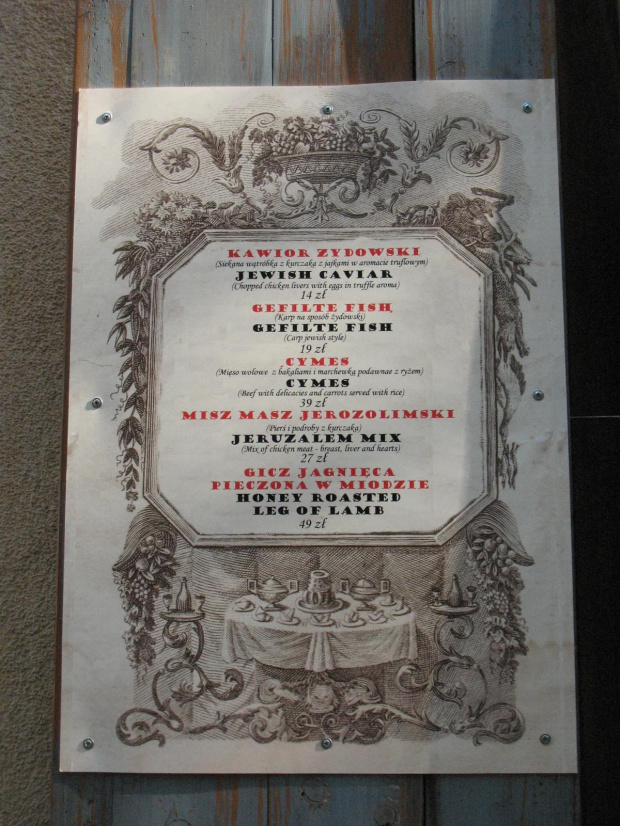 KAWIOR ZYDOWSKI
(Siekana wątróbka z kurczaka z jajkami w aromacie truflowym)
JEWISH CAVIAR
(Chopped chicken livers with eggs in truffle aroma)
14 zł
GEFILTE FISH
(Karp na sposób żydowski)
GEFILTE FISH
(Carp jewish style)
19 zł
CYMES
(Mięso wołowe z bakaliami i marchewką podawnae z ryżem)
CYMES
(Beef with delicacies and carrots served with rice)
39 zł
MISZ MASZ JEROZOLIMSKI
(Pierś i podroby z kurczaka)
JERUZALEM MIX
(Mix of chicken meat - breast, liver and hearts)
27 zł
GICZ JAGNIĘCA
PIECZONA W MIODZIE
HONEY ROASTED
LEG OF LAMB
49 zł